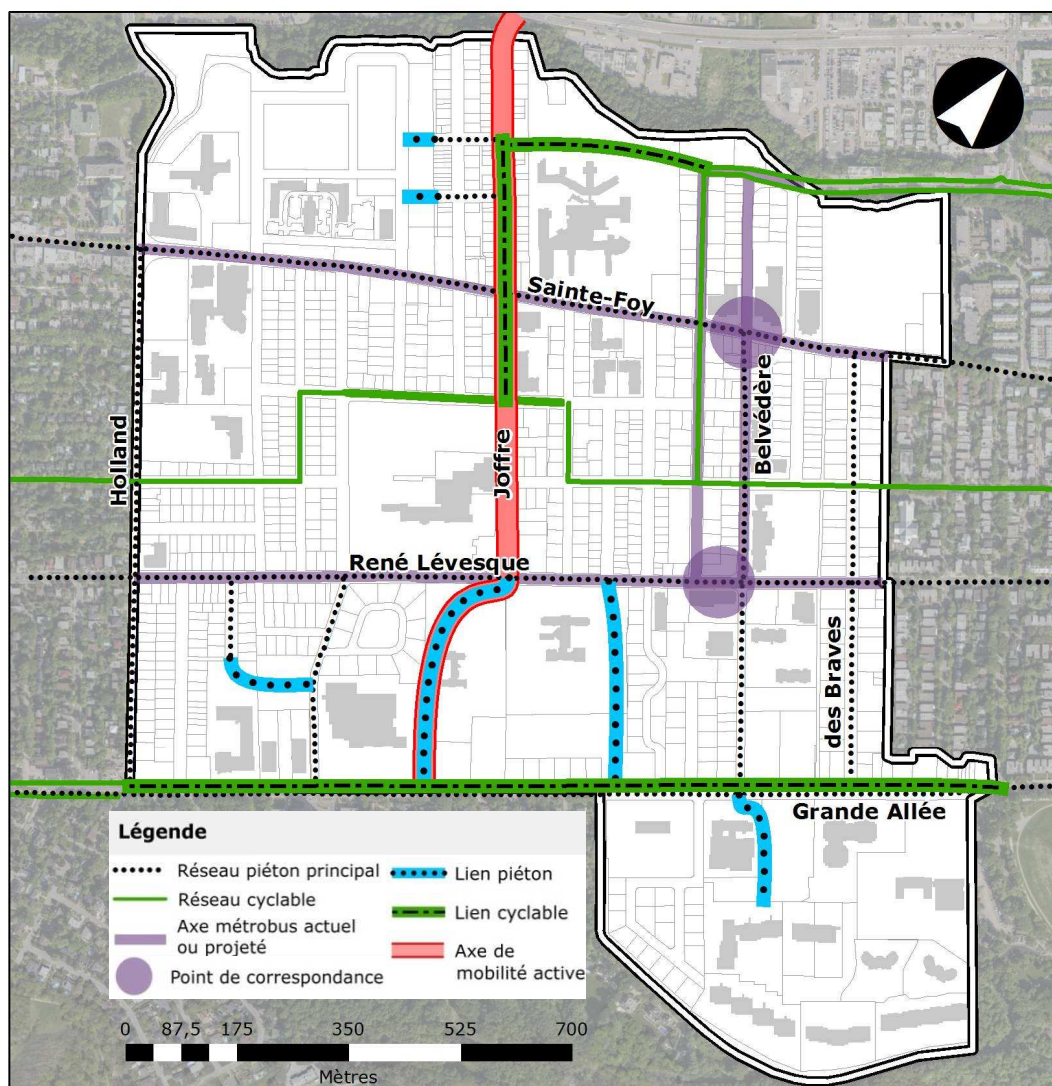 Sainte-Foy
Belvédère
Holland
Joffre
René Lévesque
des Braves
Grande Allée
Légende
Réseau piéton principal
Réseau cyclable
Axe métrobus actuel
ou projeté
Point de correspondance
Lien piéton
Lien cyclable
Axe de
mobilité active
0 87,5 175 350 525 700
Mètres